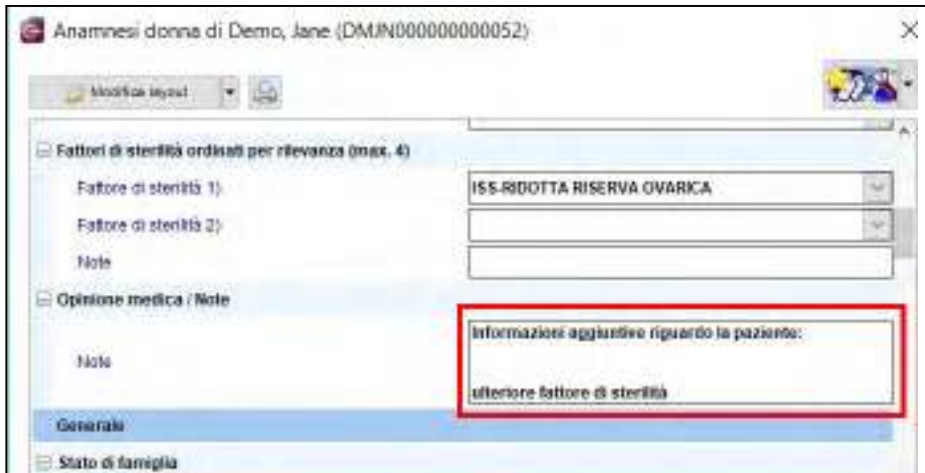 Anamnesi donna di Demo, Jane (DMJN000000000052)
Modifica layout
Fattori di sterilità ordinati per rilevanza (max. 4)
Fattore di sterilità 1) ISS-RIDOTTA RISERVA OVARICA
Fattore di sterilità 2)
Note
Opinione medica / Note
Informazioni aggiuntive riguardo la paziente:
Note
ulteriore fattore di sterilità
Generale
Stato di famiglia